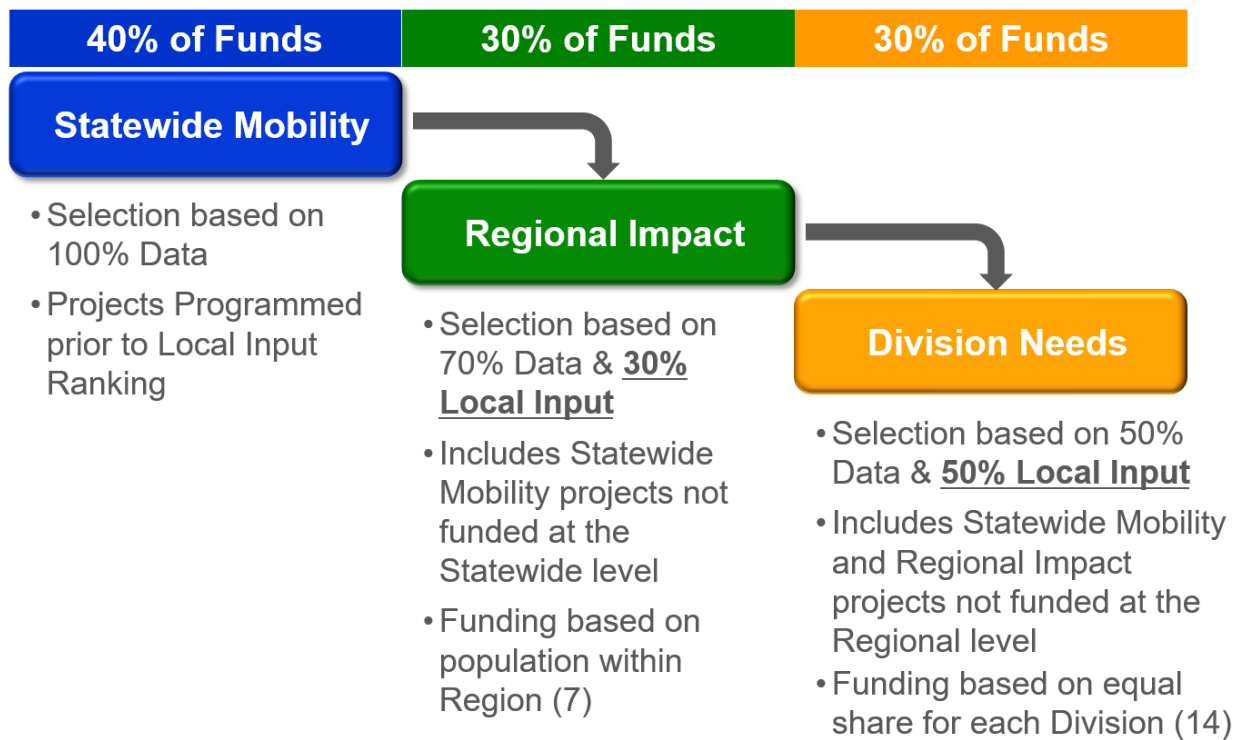 40% of Funds
30% of Funds
30% of Funds
Statewide Mobility
• Selection based on
100% Data
• Projects Programmed
prior to Local Input
Ranking
Regional Impact
• Selection based on
70% Data & 30%
Local Input
• Includes Statewide
Mobility projects not
funded at the
Statewide level
• Funding based on
population within
Region (7)
Division Needs
• Selection based on 50%
Data & 50% Local Input
• Includes Statewide Mobility
and Regional Impact
projects not funded at the
Regional level
• Funding based on equal
share for each Division (14)